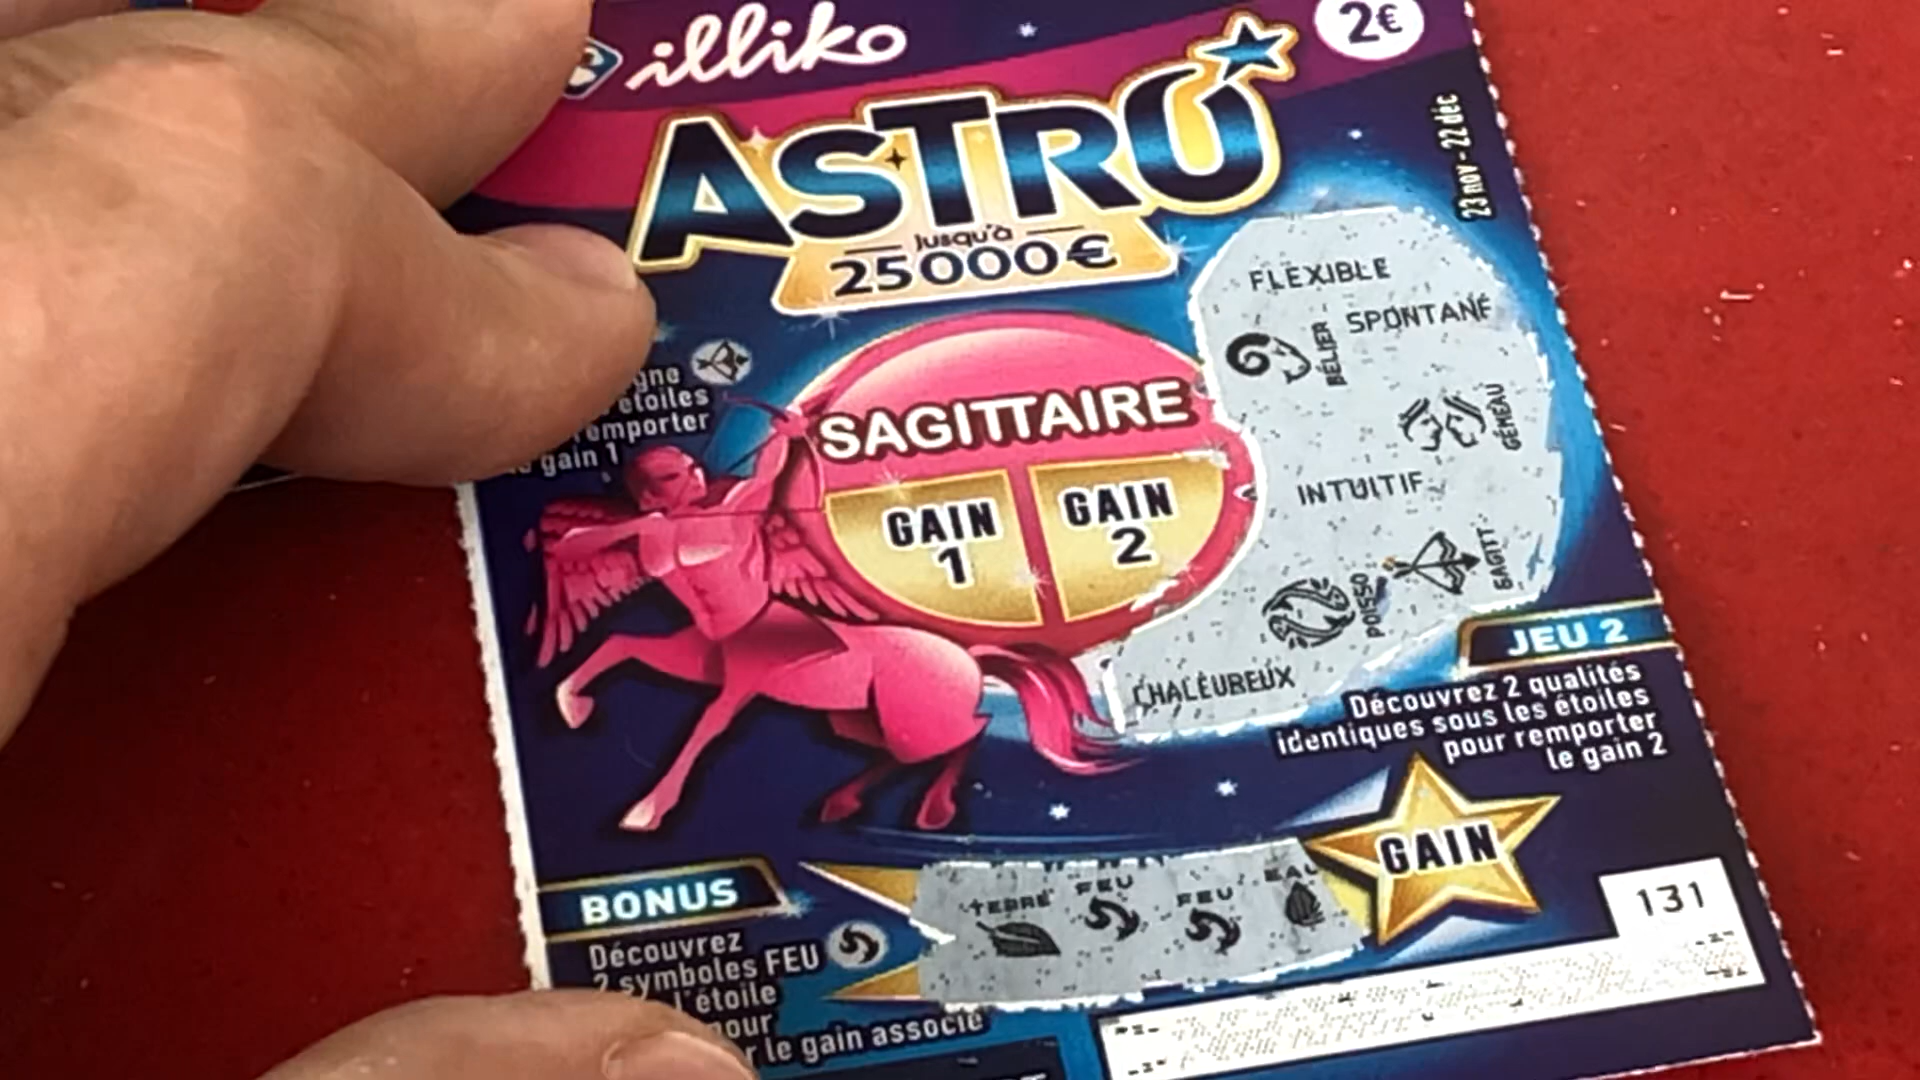 illiko
2€
ASTRO
23 nov - 22 déc
Jusqu'à
25000€
FLEXIBLE
SPONTANÉ
BÉLIER
étoiles
gain 1
SAGITTAIRE
GÉMEAU
GAIN
1
GAIN
2
INTUITIF
SAGITT
POISSO
CHALEUREUX
JEU 2
Découvrez 2 qualités
identiques sous les étoiles
pour remporter
le gain 2
GAIN
BONUS
TERRE
FEU
FEU
EAU
131
Découvrez
2 symboles FEU
l'étoile
pour
le gain associé